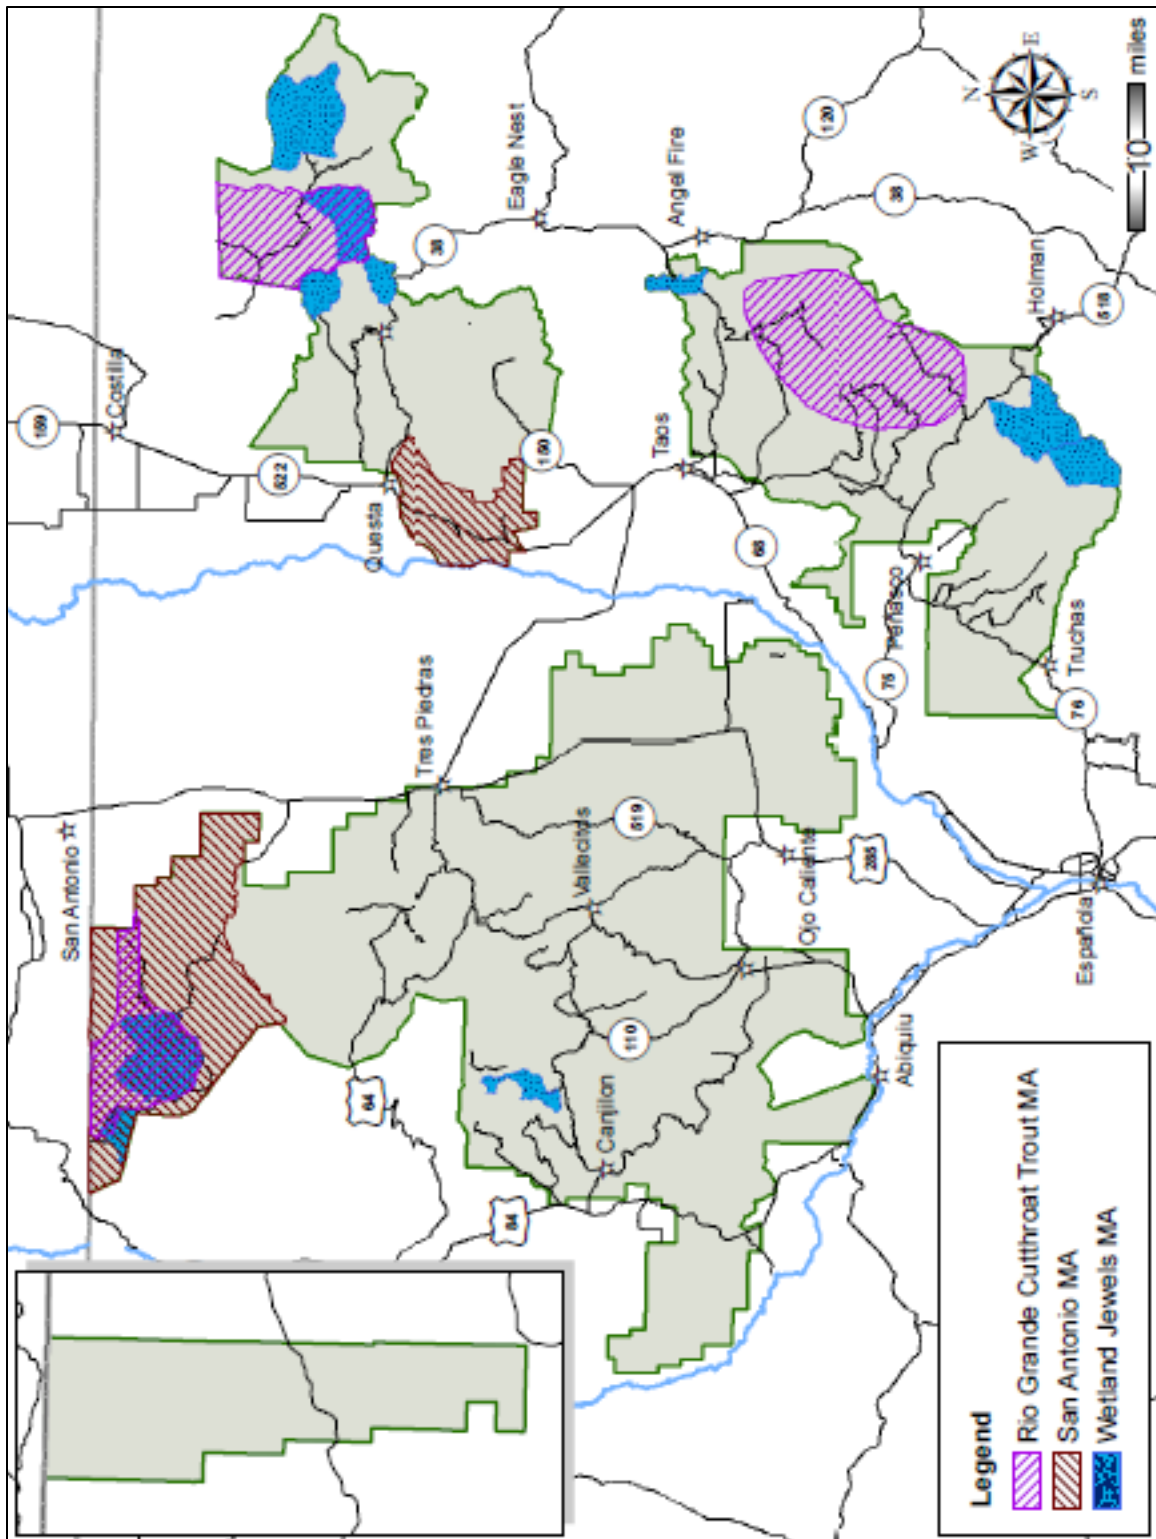 San Antonio
Costilla
159
522
Questa
Tres Piedras
64
84
Canjilon
110
Vallecitos
519
Ojo Caliente
285
Abiquiu
Española
150
38
Eagle Nest
Taos
Angel Fire
68
120
38
75
Peñasco
Truchas
76
Holman
518
N
E
S
W
10
miles
Legend
Rio Grande Cutthroat Trout MA
San Antonio MA
Wetland Jewels MA